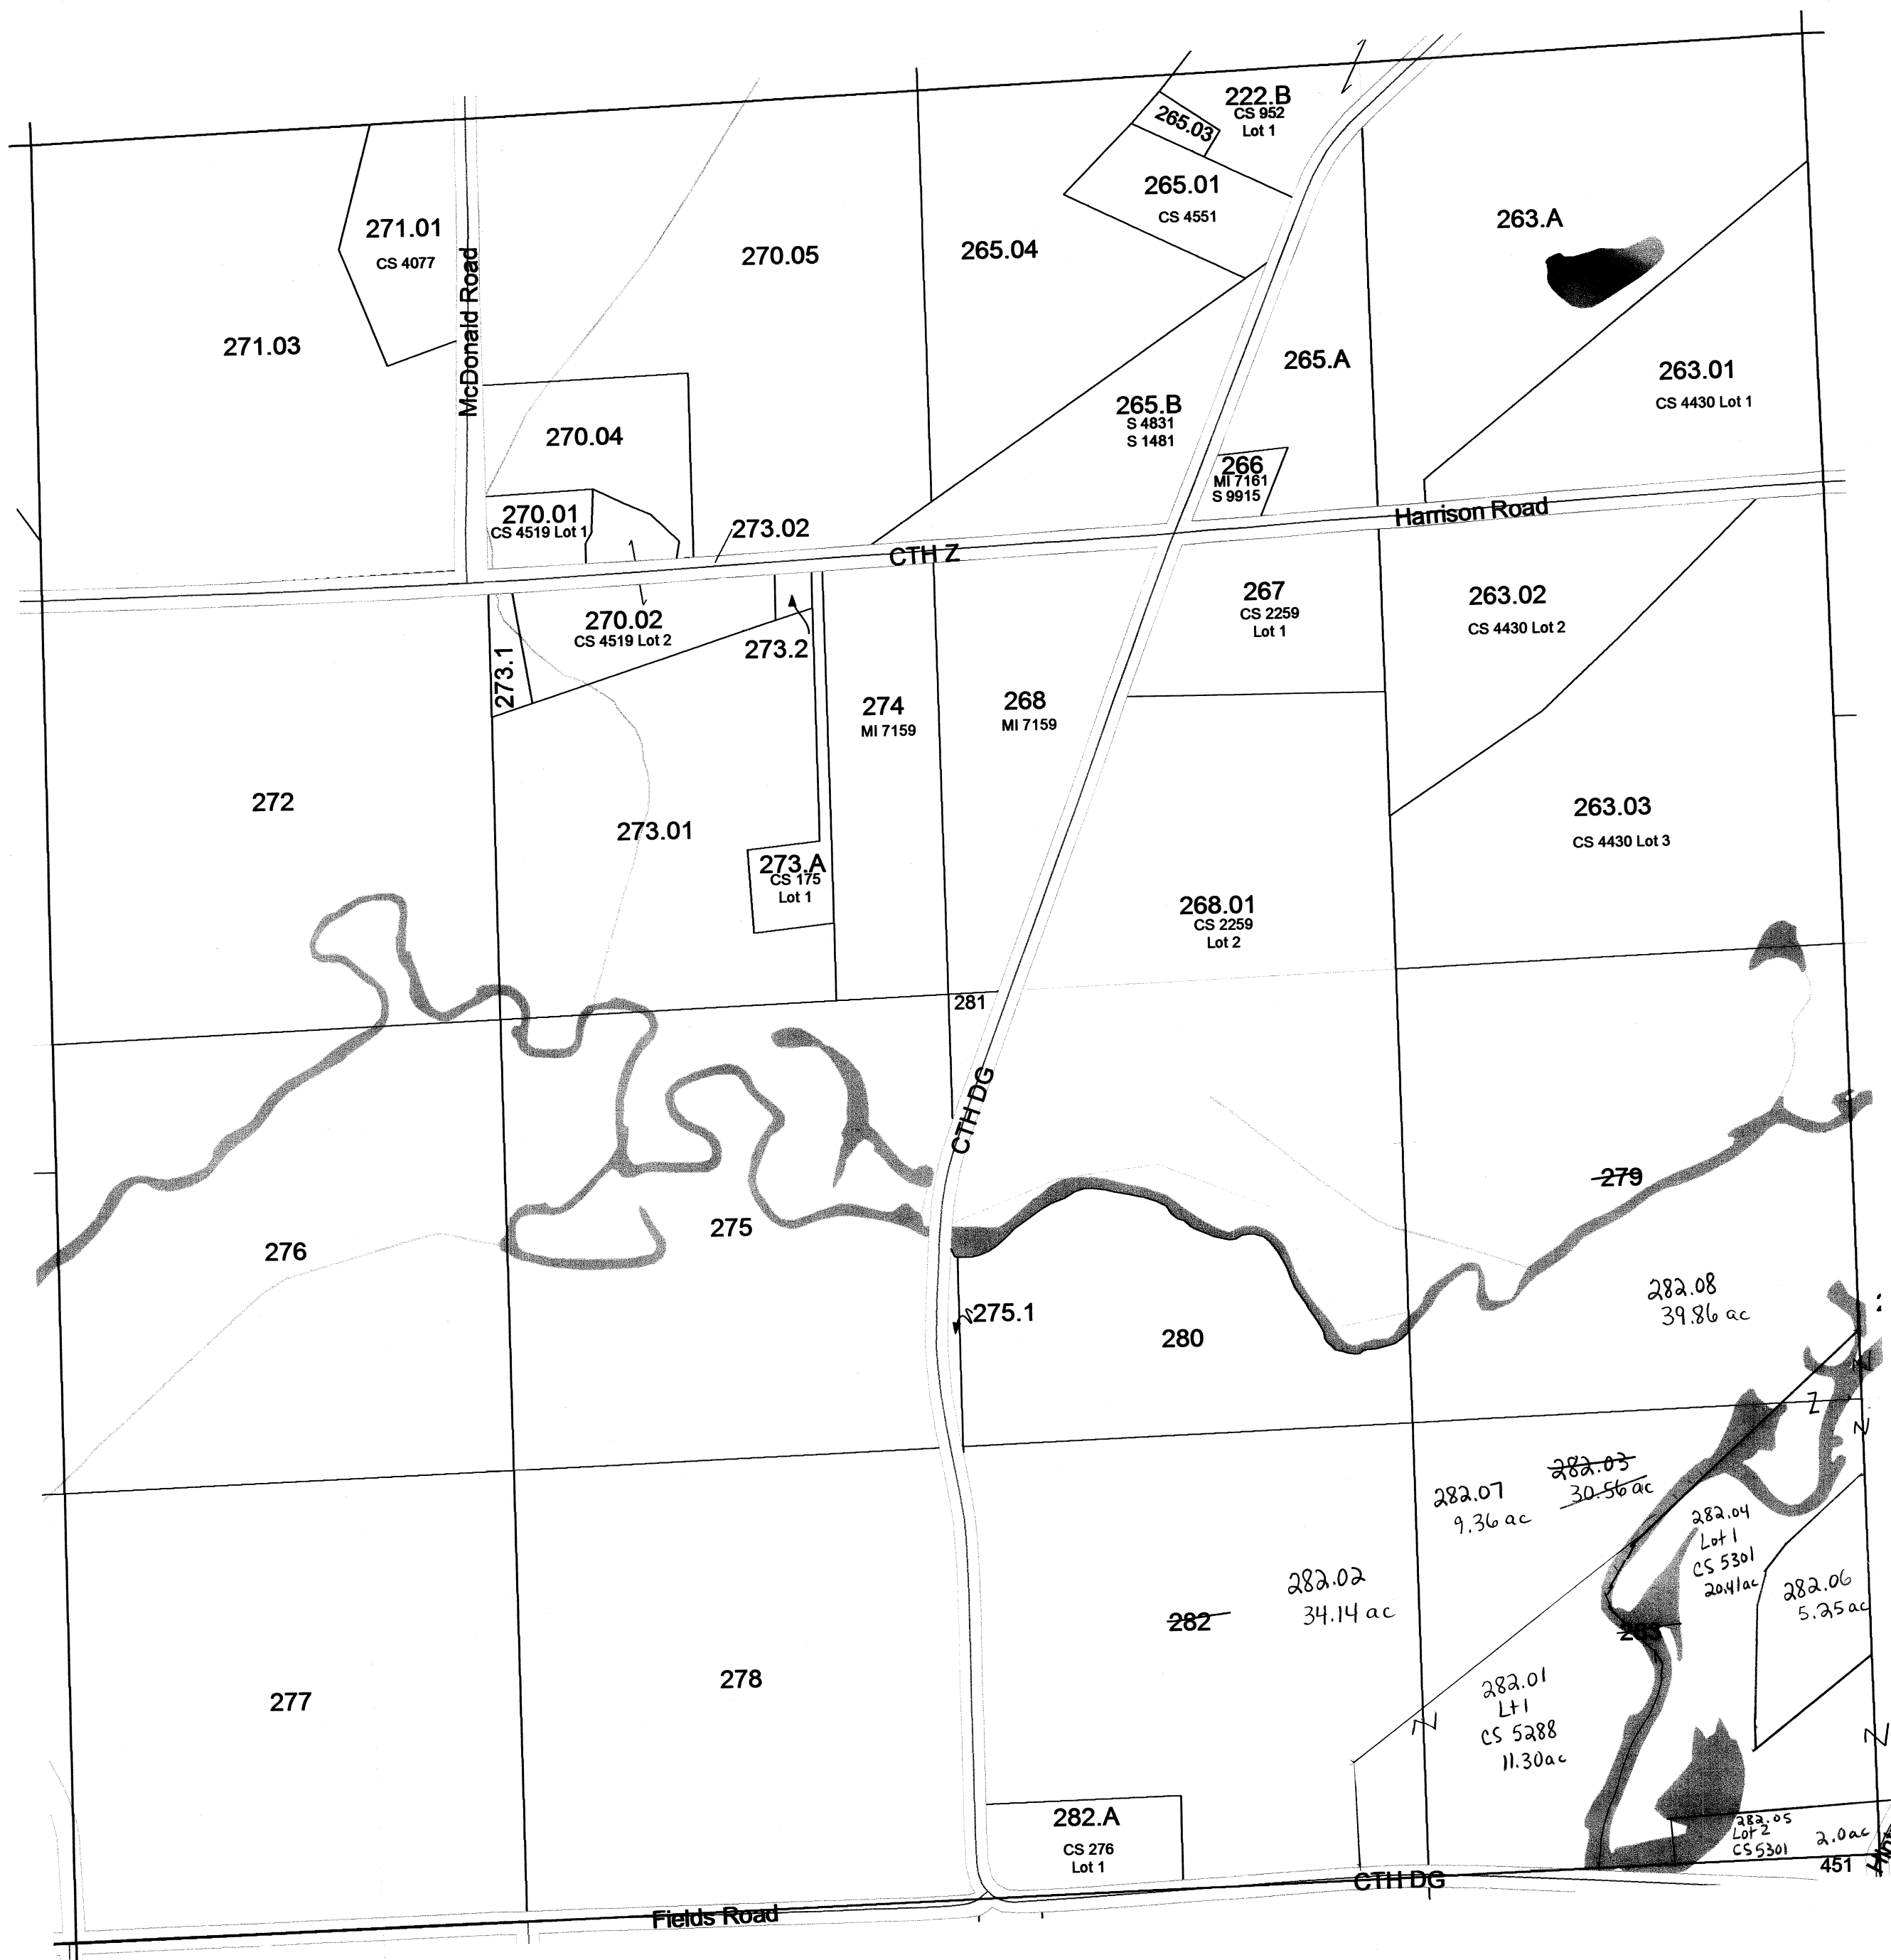 222.B
CS 952
Lot 1
265.03
265.01
CS 4551
271.01
CS 4077
McDonald Road
270.05
265.04
263.A
271.03
265.A
263.01
CS 4430 Lot 1
265.B
S 4831
S 1481
270.04
266
MI 7161
S 9915
270.01
CS 4519 Lot 1
273.02
CTH Z
Harrison Road
270.02
CS 4519 Lot 2
273.2
273.1
267
CS 2259
Lot 1
263.02
CS 4430 Lot 2
274
MI 7159
268
MI 7159
272
273.01
273.A
CS 175
Lot 1
263.03
CS 4430 Lot 3
268.01
CS 2259
Lot 2
281
CTH DG
279
276
275
275.1
280
282.08
39.86 ac
282.07
9.36 ac
282.03
30.56 ac
282.04
Lot 1
CS 5301
20.41ac
282.06
5.25ac
282.02
34.14 ac
282
283
277
278
282.01
Lt 1
CS 5288
11.30ac
282.A
CS 276
Lot 1
282.05
Lot 2
CS 5301
2.0ac
451
CTH DG
Fields Road